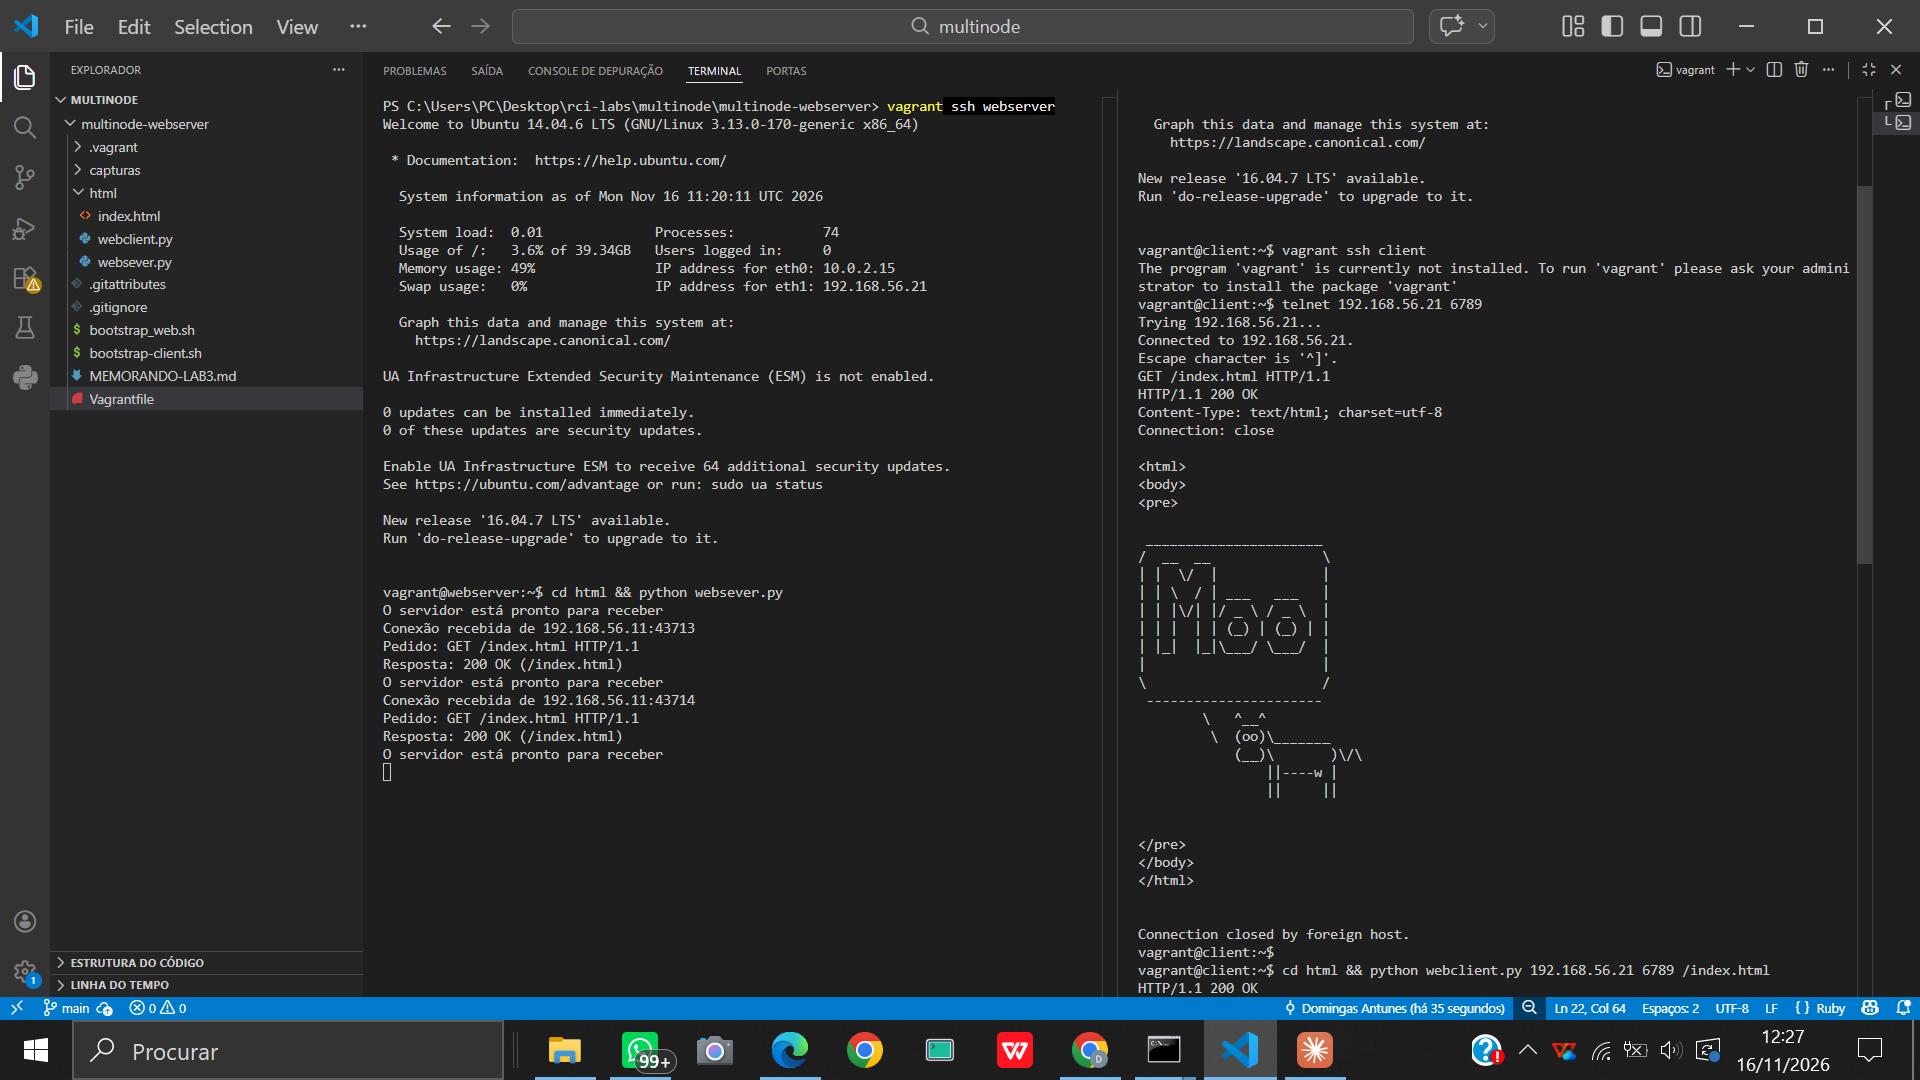 File Edit Selection View ··· multinode
EXPLORADOR ···
MULTINODE
multinode-webserver
.vagrant
capturas
html
index.html
webclient.py
websever.py
.gitattributes
.gitignore
$ bootstrap_web.sh
$ bootstrap-client.sh
MEMORANDO-LAB3.md
Vagrantfile
ESTRUTURA DO CÓDIGO
LINHA DO TEMPO
PROBLEMAS SAÍDA CONSOLE DE DEPURAÇÃO TERMINAL PORTAS
vagrant
PS C:\Users\PC\Desktop\rci-labs\multinode\multinode-webserver> vagrant ssh webserver
Welcome to Ubuntu 14.04.6 LTS (GNU/Linux 3.13.0-170-generic x86_64)
* Documentation:  https://help.ubuntu.com/
System information as of Mon Nov 16 11:20:11 UTC 2026
System load:  0.01               Processes:           74
Usage of /:   3.6% of 39.34GB   Users logged in:     0
Memory usage: 49%               IP address for eth0: 10.0.2.15
Swap usage:   0%                IP address for eth1: 192.168.56.21
Graph this data and manage this system at:
https://landscape.canonical.com/
UA Infrastructure Extended Security Maintenance (ESM) is not enabled.
0 updates can be installed immediately.
0 of these updates are security updates.
Enable UA Infrastructure ESM to receive 64 additional security updates.
See https://ubuntu.com/advantage or run: sudo ua status
New release '16.04.7 LTS' available.
Run 'do-release-upgrade' to upgrade to it.
vagrant@webserver:~$ cd html && python websever.py
O servidor está pronto para receber
Conexão recebida de 192.168.56.11:43713
Pedido: GET /index.html HTTP/1.1
Resposta: 200 OK (/index.html)
O servidor está pronto para receber
Conexão recebida de 192.168.56.11:43714
Pedido: GET /index.html HTTP/1.1
Resposta: 200 OK (/index.html)
O servidor está pronto para receber
Graph this data and manage this system at:
https://landscape.canonical.com/
New release '16.04.7 LTS' available.
Run 'do-release-upgrade' to upgrade to it.
vagrant@client:~$ vagrant ssh client
The program 'vagrant' is currently not installed. To run 'vagrant' please ask your admini
strator to install the package 'vagrant'
vagrant@client:~$ telnet 192.168.56.21 6789
Trying 192.168.56.21...
Connected to 192.168.56.21.
Escape character is '^]'.
GET /index.html HTTP/1.1
HTTP/1.1 200 OK
Content-Type: text/html; charset=utf-8
Connection: close
<html>
<body>
<pre>
 ______________________
/  __  __              \
| |  \/  |             |
| | \  / | ___   ___   |
| | |\/| |/ _ \ / _ \  |
| | |  | | (_) | (_) | |
| |_|  |_|\___/ \___/  |
|                      |
\                      /
 ----------------------
        \   ^__^
         \  (oo)\_______
            (__)\       )\/\
                ||----w |
                ||     ||
</pre>
</body>
</html>
Connection closed by foreign host.
vagrant@client:~$
vagrant@client:~$ cd html && python webclient.py 192.168.56.21 6789 /index.html
HTTP/1.1 200 OK
main 0 0 Domingas Antunes (há 35 segundos) Ln 22, Col 64 Espaços: 2 UTF-8 LF { } Ruby
Procurar 99+ 12:27
16/11/2026